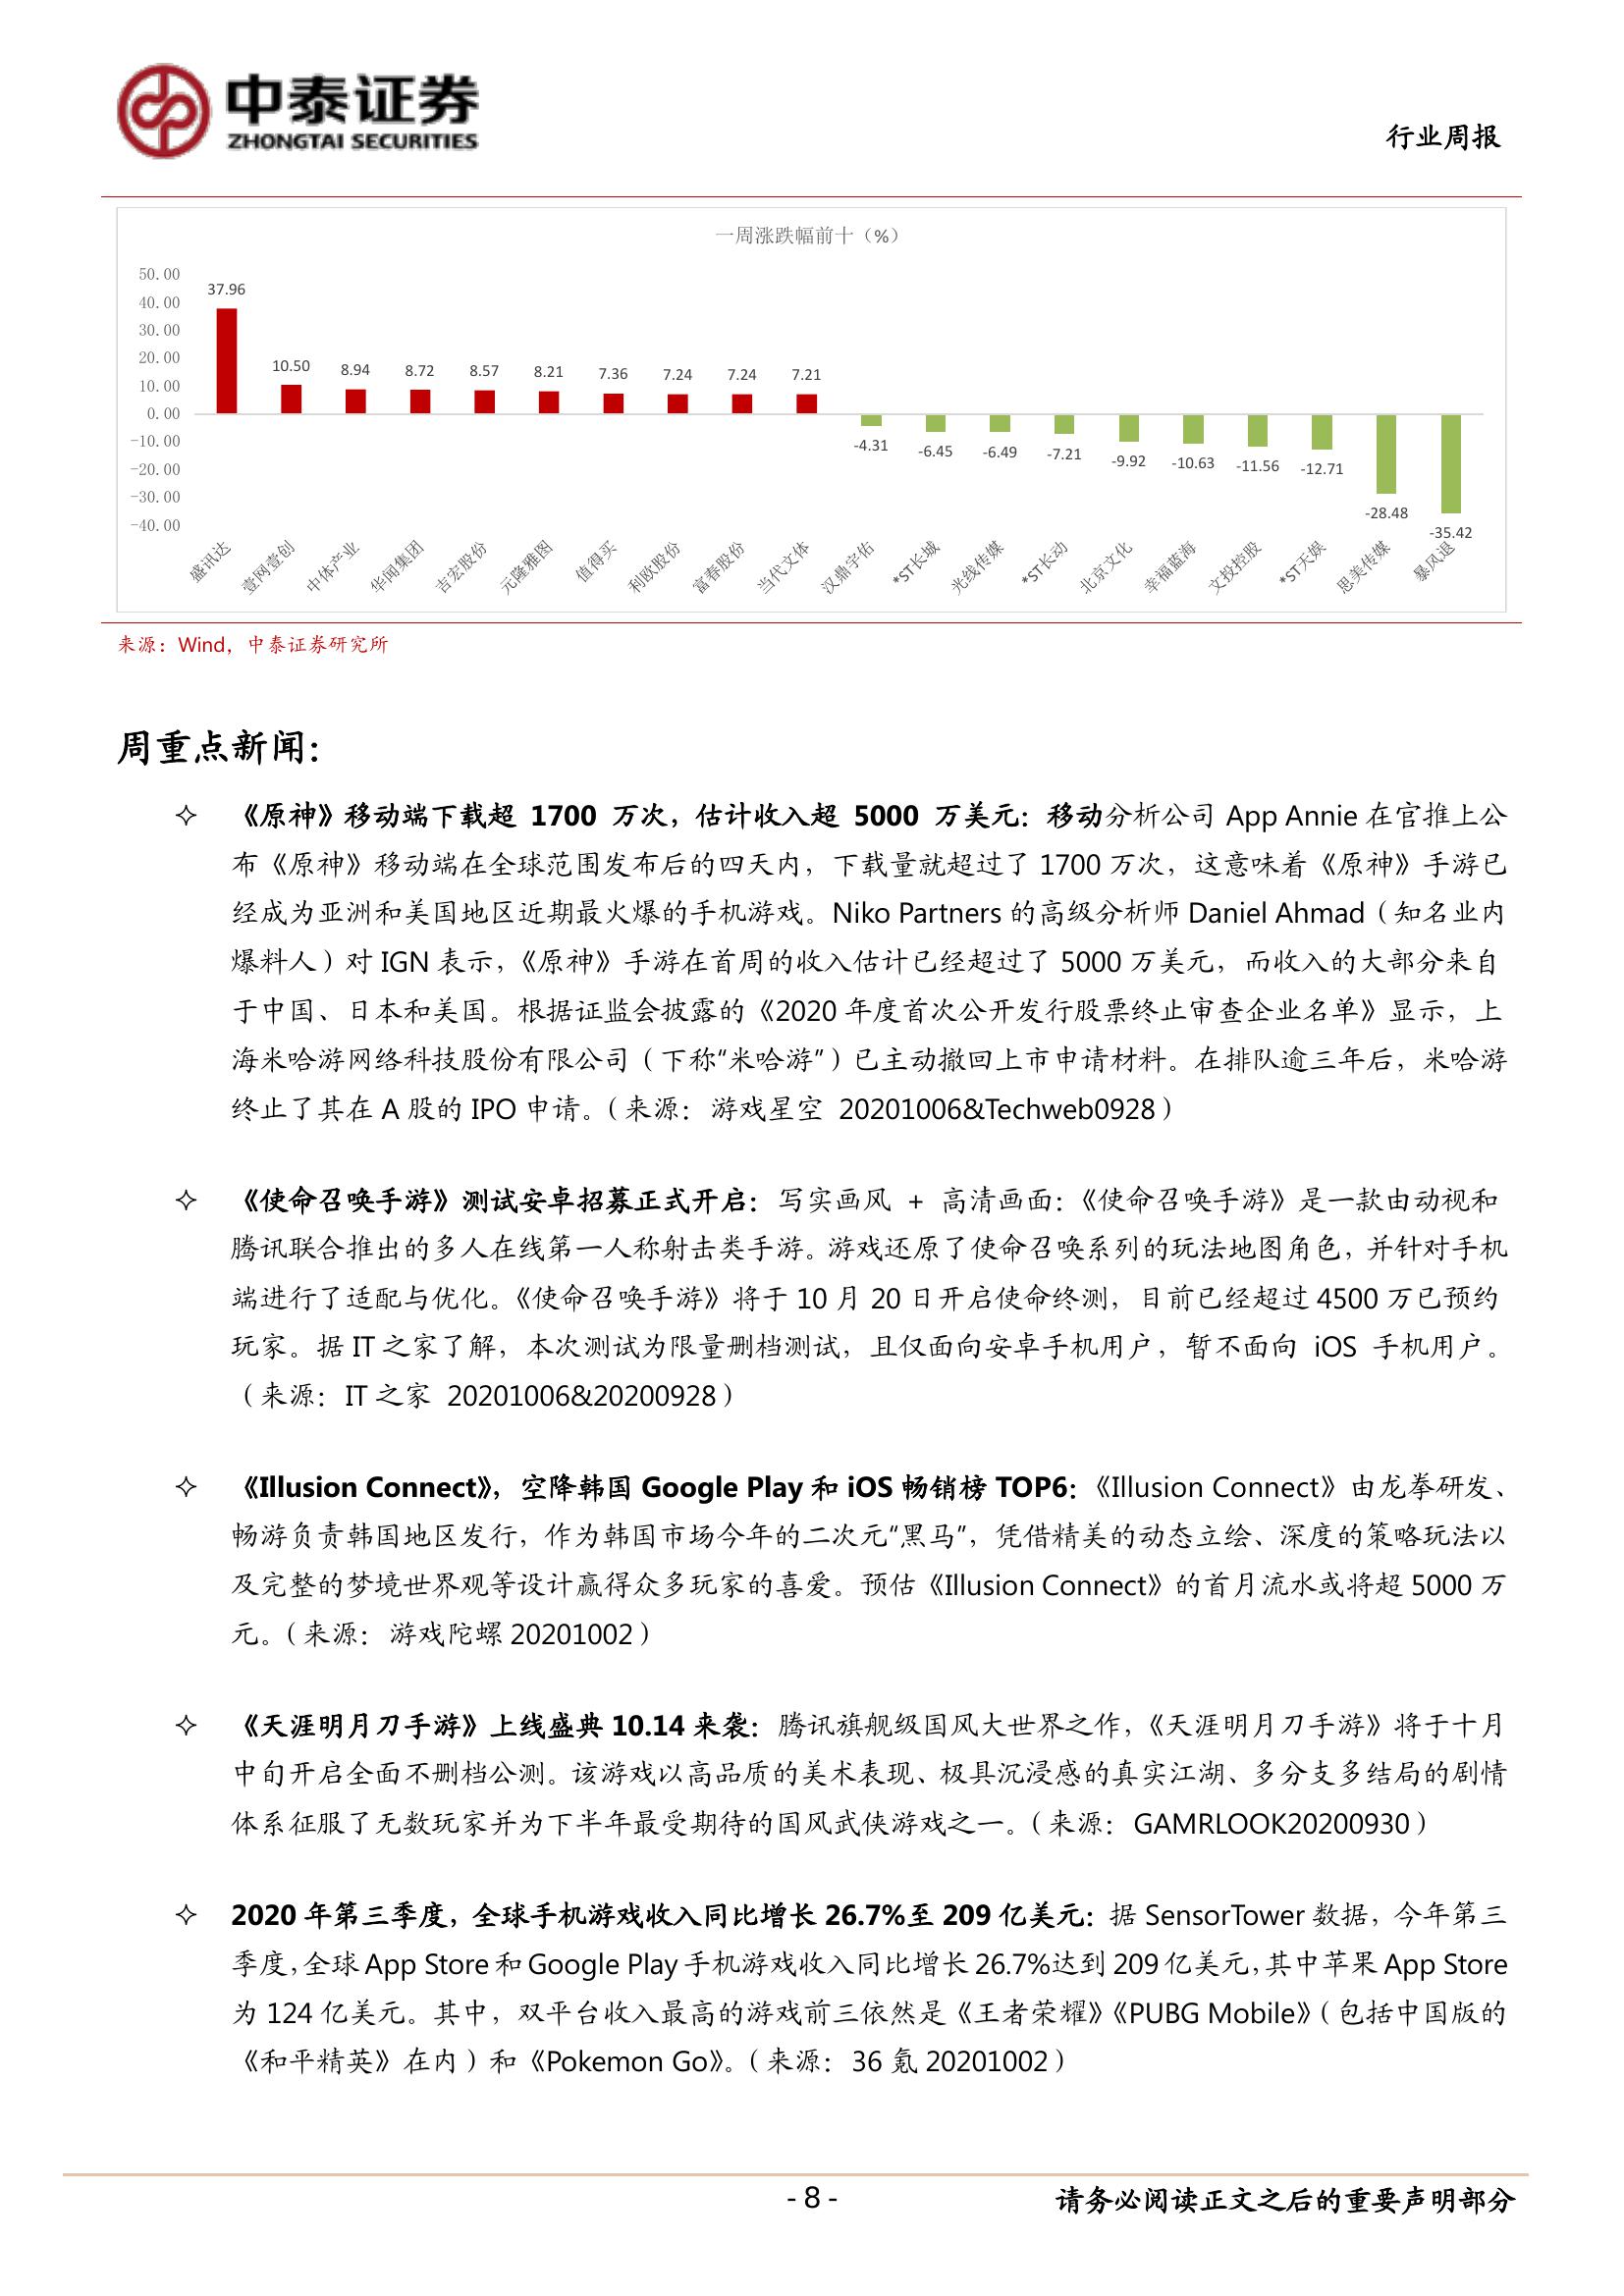 中泰证券
ZHONGTAI SECURITIES
行业周报
一周涨跌幅前十（%）
50.00
40.00
30.00
20.00
10.00
0.00
-10.00
-20.00
-30.00
-40.00
37.96
10.50
8.94
8.72
8.57
8.21
7.36
7.24
7.24
7.21
-4.31
-6.45
-6.49
-7.21
-9.92
-10.63
-11.56
-12.71
-28.48
-35.42
盛讯达
壹网壹创
中体产业
华闻集团
吉宏股份
元隆雅图
值得买
利欧股份
富春股份
当代文体
汉鼎宇佑
*ST长城
光线传媒
*ST长动
北京文化
幸福蓝海
文投控股
*ST天娱
思美传媒
暴风退
来源：Wind，中泰证券研究所
周重点新闻：
《原神》移动端下载超 1700 万次，估计收入超 5000 万美元：移动分析公司 App Annie 在官推上公
布《原神》移动端在全球范围发布后的四天内，下载量就超过了 1700 万次，这意味着《原神》手游已
经成为亚洲和美国地区近期最火爆的手机游戏。Niko Partners 的高级分析师 Daniel Ahmad（知名业内
爆料人）对 IGN 表示，《原神》手游在首周的收入估计已经超过了 5000 万美元，而收入的大部分来自
于中国、日本和美国。根据证监会披露的《2020 年度首次公开发行股票终止审查企业名单》显示，上
海米哈游网络科技股份有限公司（下称“米哈游”）已主动撤回上市申请材料。在排队逾三年后，米哈游
终止了其在 A 股的 IPO 申请。（来源：游戏星空 20201006&Techweb0928）
《使命召唤手游》测试安卓招募正式开启：写实画风 + 高清画面：《使命召唤手游》是一款由动视和
腾讯联合推出的多人在线第一人称射击类手游。游戏还原了使命召唤系列的玩法地图角色，并针对手机
端进行了适配与优化。《使命召唤手游》将于 10 月 20 日开启使命终测，目前已经超过 4500 万已预约
玩家。据 IT 之家了解，本次测试为限量删档测试，且仅面向安卓手机用户，暂不面向 iOS 手机用户。
（来源：IT 之家 20201006&20200928）
《Illusion Connect》，空降韩国 Google Play 和 iOS 畅销榜 TOP6：《Illusion Connect》由龙拳研发、
畅游负责韩国地区发行，作为韩国市场今年的二次元“黑马”，凭借精美的动态立绘、深度的策略玩法以
及完整的梦境世界观等设计赢得众多玩家的喜爱。预估《Illusion Connect》的首月流水或将超 5000 万
元。（来源：游戏陀螺 20201002）
《天涯明月刀手游》上线盛典 10.14 来袭：腾讯旗舰级国风大世界之作，《天涯明月刀手游》将于十月
中旬开启全面不删档公测。该游戏以高品质的美术表现、极具沉浸感的真实江湖、多分支多结局的剧情
体系征服了无数玩家并为下半年最受期待的国风武侠游戏之一。（来源：GAMRLOOK20200930）
2020 年第三季度，全球手机游戏收入同比增长 26.7%至 209 亿美元：据 SensorTower 数据，今年第三
季度，全球 App Store 和 Google Play 手机游戏收入同比增长 26.7%达到 209 亿美元，其中苹果 App Store
为 124 亿美元。其中，双平台收入最高的游戏前三依然是《王者荣耀》《PUBG Mobile》（包括中国版的
《和平精英》在内）和《Pokemon Go》。（来源：36 氪 20201002）
- 8 -
请务必阅读正文之后的重要声明部分